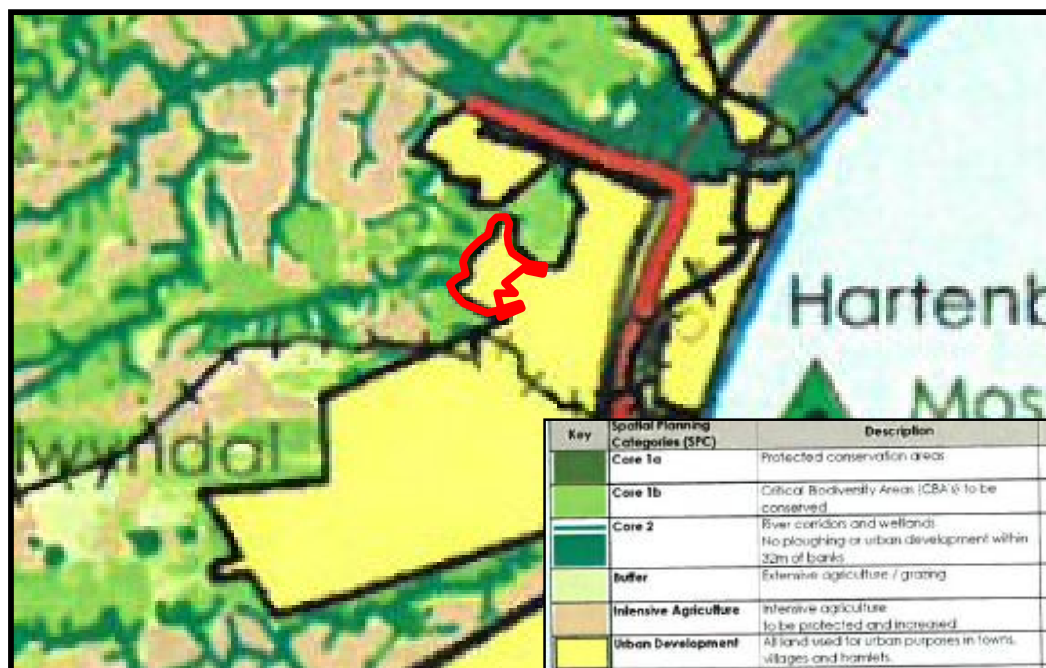 Hartenb
Mos
lwyndal
Key Spatial Planning Categories (SPC) Description
Core 1a Protected conservation areas
Core 1b Critical Biodiversity Areas (CBA's) to be
conserved
Core 2 River corridors and wetlands
No ploughing or urban development within
32m of banks
Buffer Extensive agriculture / grazing
Intensive Agriculture Intensive agriculture
to be protected and increased
Urban Development All land used for urban purposes in towns,
villages and hamlets.